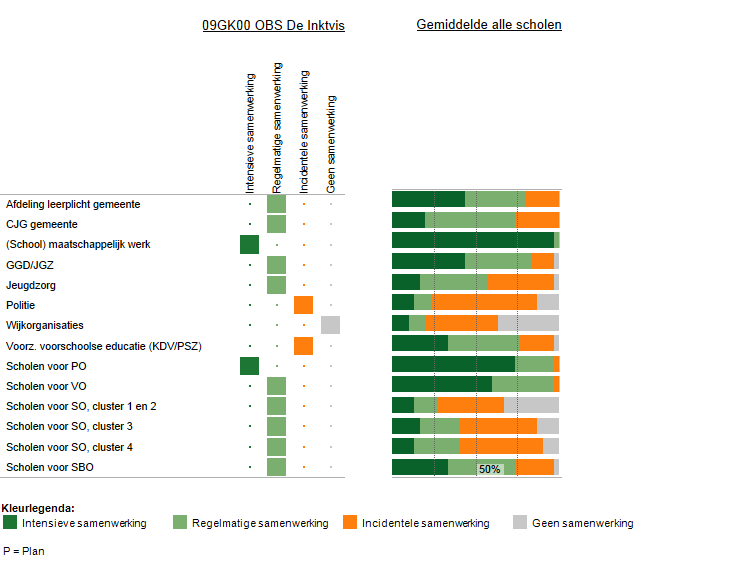 09GK00 OBS De Inktvis
Gemiddelde alle scholen
Intensieve samenwerking
Regelmatige samenwerking
Incidentele samenwerking
Geen samenwerking
Afdeling leerplicht gemeente
CJG gemeente
(School) maatschappelijk werk
GGD/JGZ
Jeugdzorg
Politie
Wijkorganisaties
Voorz. voorschoolse educatie (KDV/PSZ)
Scholen voor PO
Scholen voor VO
Scholen voor SO, cluster 1 en 2
Scholen voor SO, cluster 3
Scholen voor SO, cluster 4
Scholen voor SBO
50%
Kleurlegenda:
Intensieve samenwerking
Regelmatige samenwerking
Incidentele samenwerking
Geen samenwerking
P = Plan